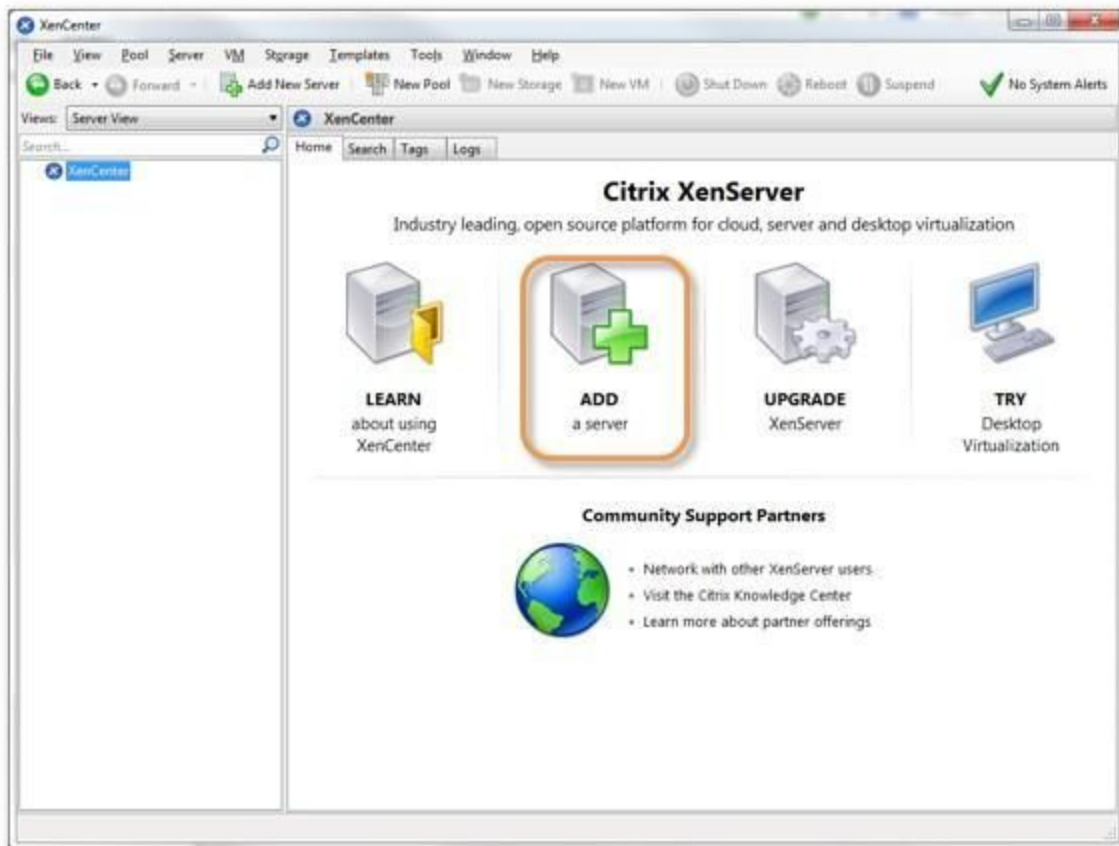 XenCenter
File View Pool Server VM Storage Templates Tools Window Help
Back Forward Add New Server New Pool New Storage New VM Shut Down Reboot Suspend No System Alerts
Views: Server View
XenCenter
Search...
Home Search Tags Logs
XenCenter
Citrix XenServer
Industry leading, open source platform for cloud, server and desktop virtualization
LEARN
about using
XenCenter
ADD
a server
UPGRADE
XenServer
TRY
Desktop
Virtualization
Community Support Partners
• Network with other XenServer users
• Visit the Citrix Knowledge Center
• Learn more about partner offerings